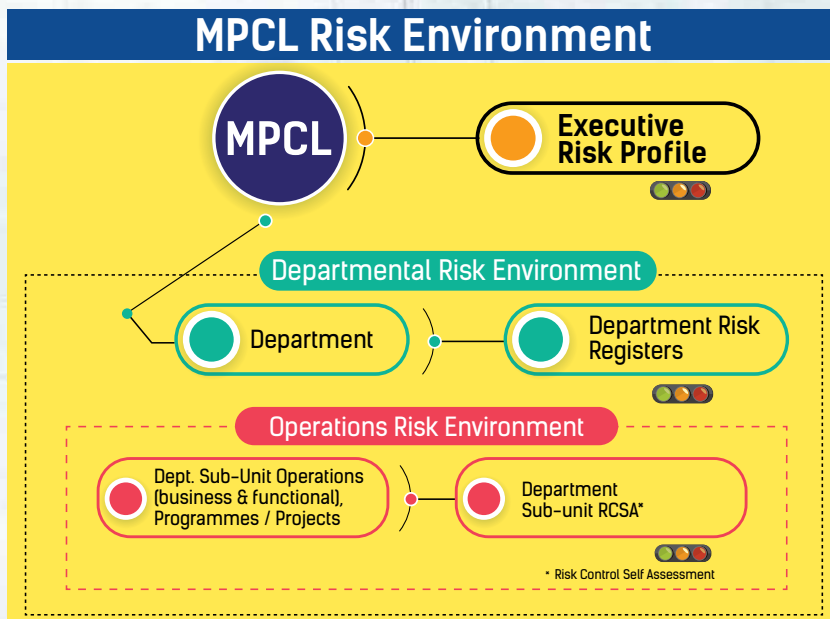 MPCL Risk Environment
MPCL
Executive
Risk Profile
Departmental Risk Environment
Department
Department Risk
Registers
Operations Risk Environment
Dept. Sub-Unit Operations
(business & functional),
Programmes / Projects
Department
Sub-unit RCSA*
* Risk Control Self Assessment